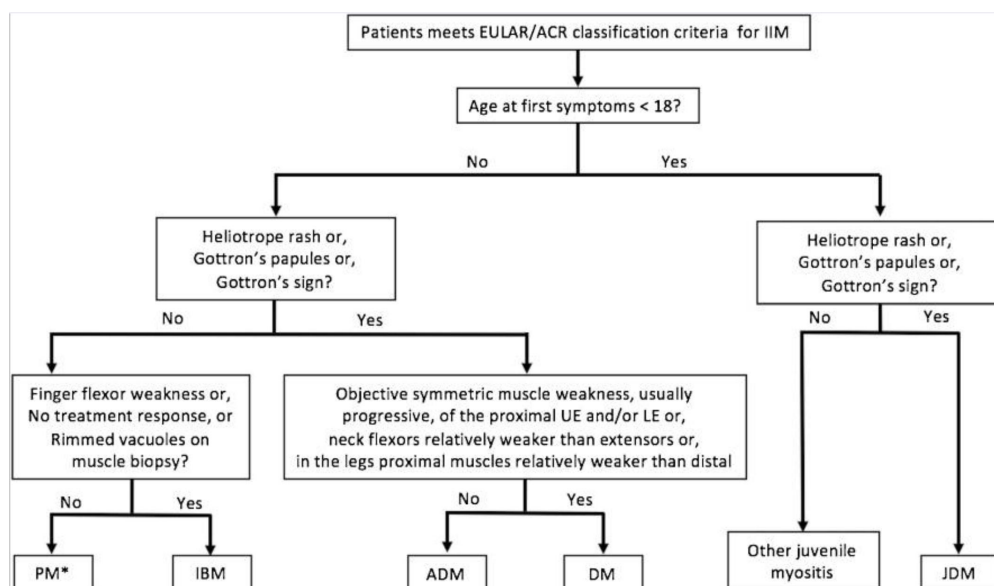 Patients meets EULAR/ACR classification criteria for IIM
Age at first symptoms < 18?
No
Yes
Heliotrope rash or,
Gottron's papules or,
Gottron's sign?
Heliotrope rash or,
Gottron's papules or,
Gottron's sign?
No
Yes
No
Yes
Finger flexor weakness or,
No treatment response, or
Rimmed vacuoles on
muscle biopsy?
Objective symmetric muscle weakness, usually
progressive, of the proximal UE and/or LE or,
neck flexors relatively weaker than extensors or,
in the legs proximal muscles relatively weaker than distal
No
Yes
No
Yes
PM*
IBM
ADM
DM
Other juvenile
myositis
JDM